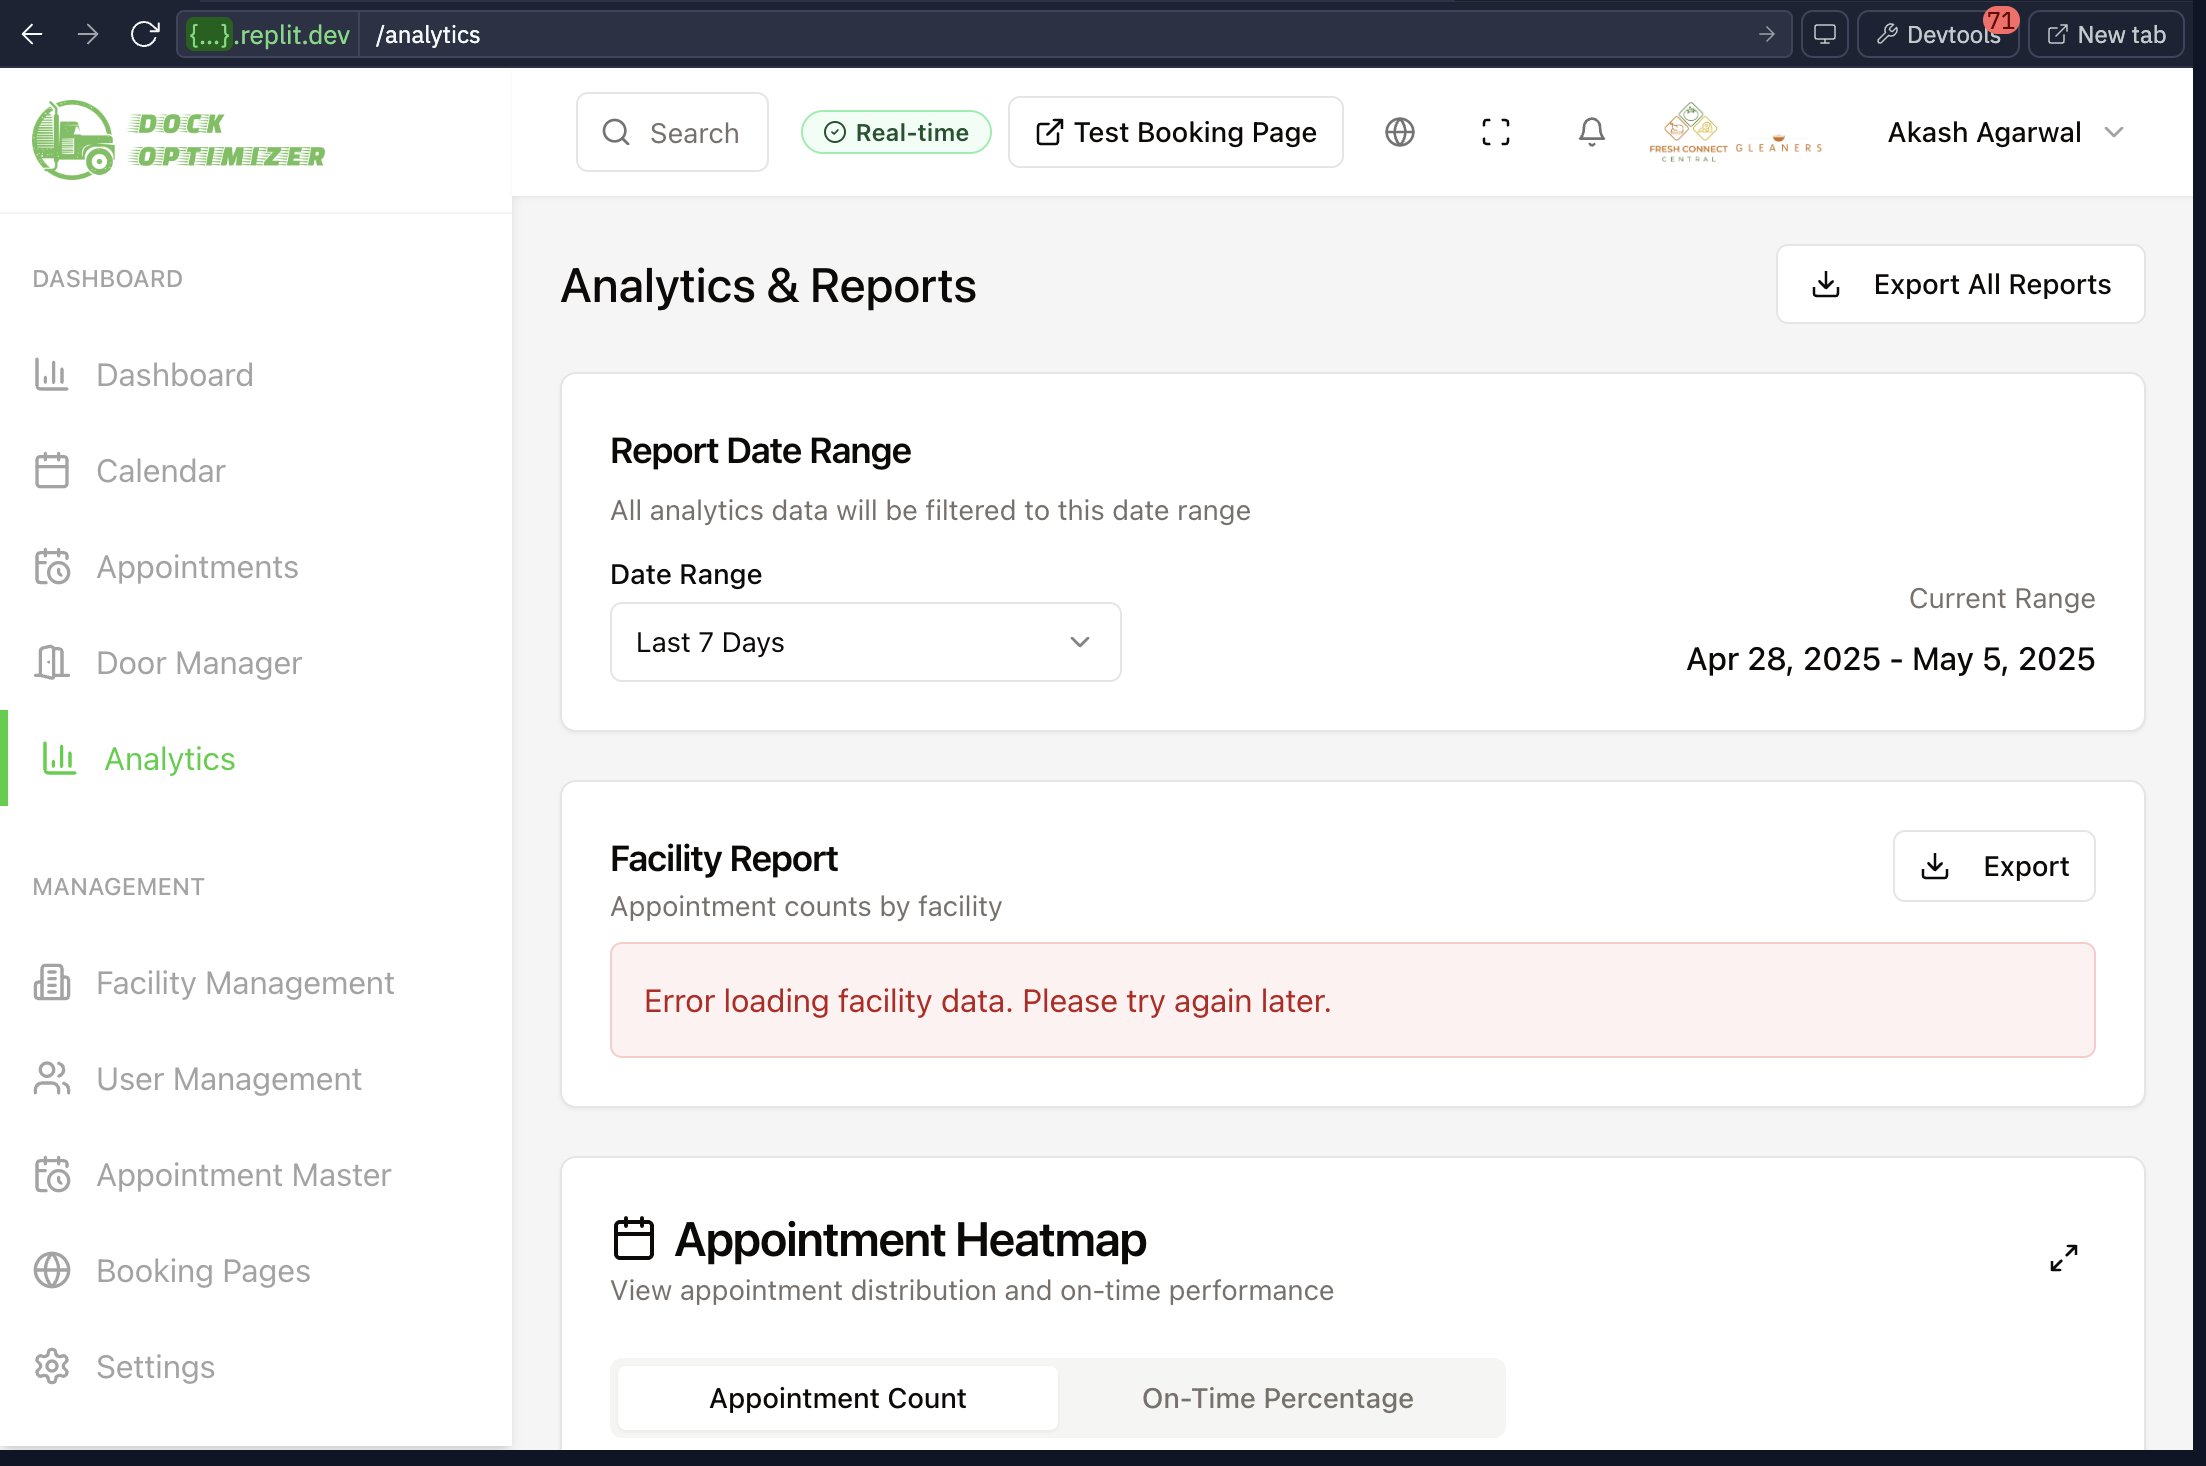 {...}.replit.dev /analytics
Devtools 71
New tab
DOCK
OPTIMIZER
Search
Real-time
Test Booking Page
FRESH CONNECT
CENTRAL
GLEANERS
Akash Agarwal
DASHBOARD
Dashboard
Calendar
Appointments
Door Manager
Analytics
MANAGEMENT
Facility Management
User Management
Appointment Master
Booking Pages
Settings
Analytics & Reports
Export All Reports
Report Date Range
All analytics data will be filtered to this date range
Date Range
Last 7 Days
Current Range
Apr 28, 2025 - May 5, 2025
Facility Report
Appointment counts by facility
Export
Error loading facility data. Please try again later.
Appointment Heatmap
View appointment distribution and on-time performance
Appointment Count
On-Time Percentage